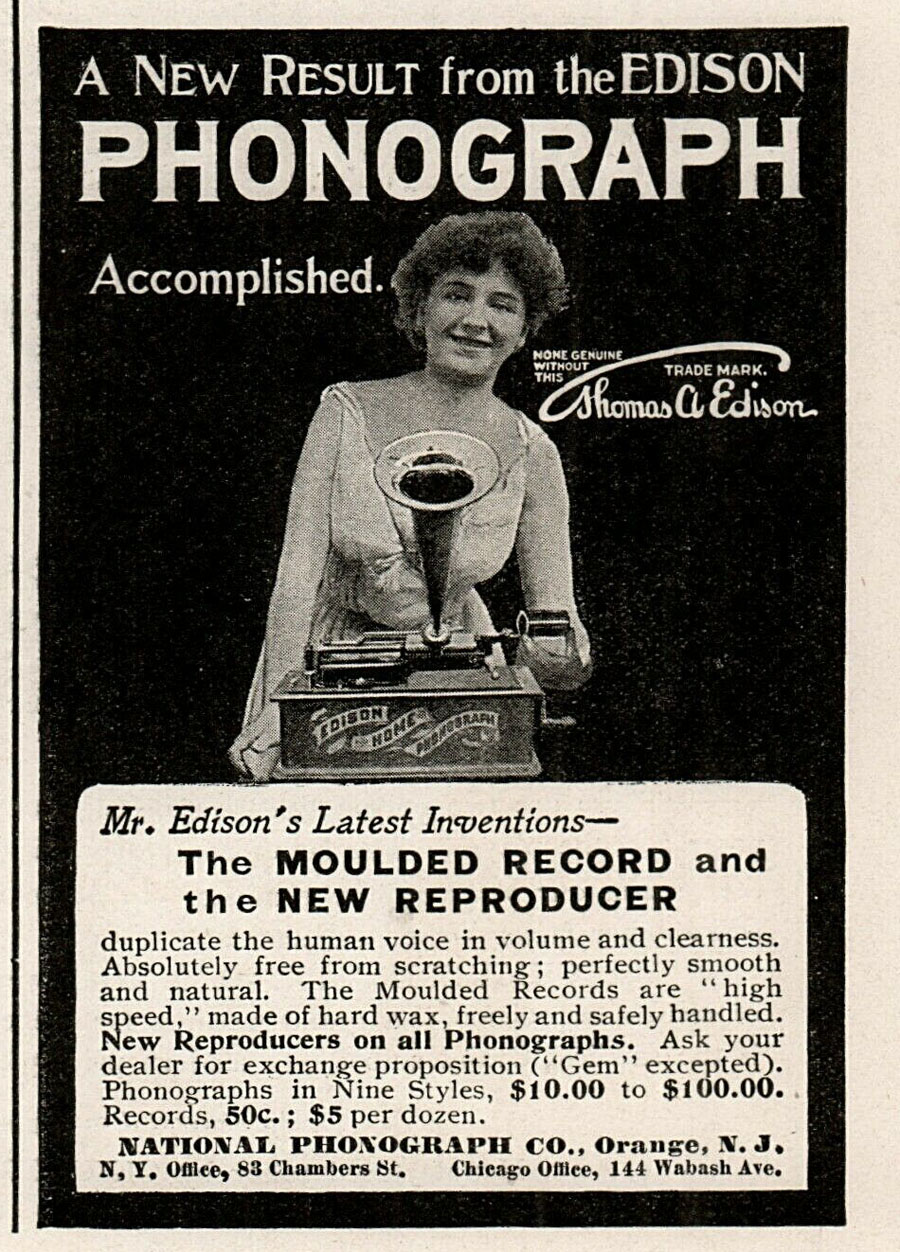 A NEW RESULT from the EDISON
PHONOGRAPH
Accomplished.
NONE GENUINE
WITHOUT
THIS
TRADE MARK.
Thomas A Edison
EDISON
HOME
PHONOGRAPH
Mr. Edison's Latest Inventions—
The MOULDED RECORD and
the NEW REPRODUCER
duplicate the human voice in volume and clearness.
Absolutely free from scratching; perfectly smooth
and natural. The Moulded Records are "high
speed," made of hard wax, freely and safely handled.
New Reproducers on all Phonographs. Ask your
dealer for exchange proposition ("Gem" excepted).
Phonographs in Nine Styles, $10.00 to $100.00.
Records, 50c.; $5 per dozen.
NATIONAL PHONOGRAPH CO., Orange, N. J.
N. Y. Office, 83 Chambers St. Chicago Office, 144 Wabash Ave.